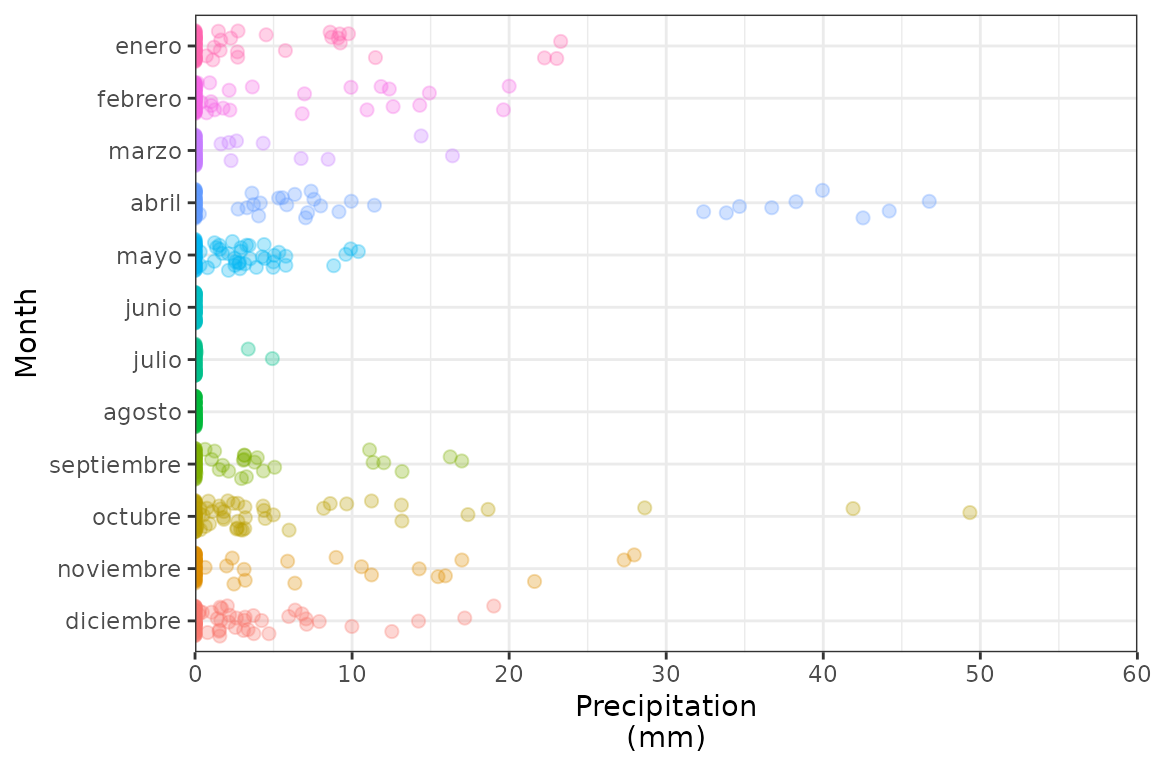 Month
enero
febrero
marzo
abril
mayo
junio
julio
agosto
septiembre
octubre
noviembre
diciembre
0 10 20 30 40 50 60
Precipitation
(mm)